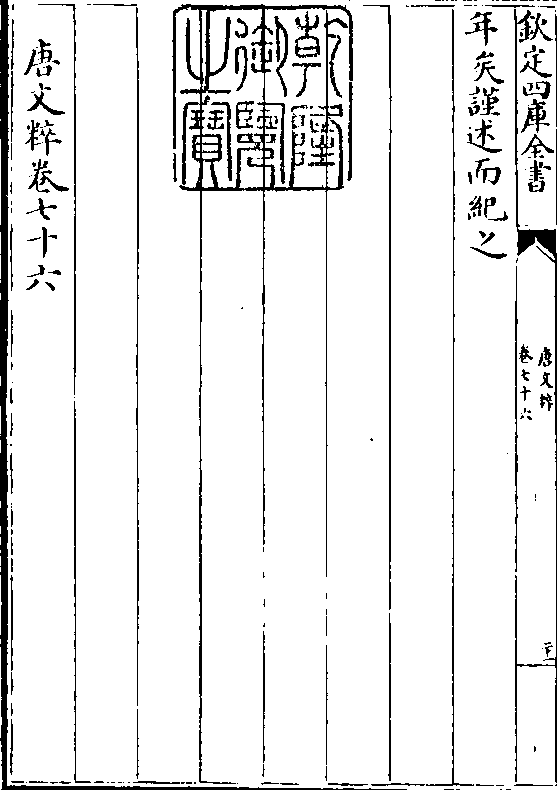 欽定四庫全書
唐文粹
卷七十六
年矣謹述而紀之
乾隆
御覽
之寶
唐文粹卷七十六